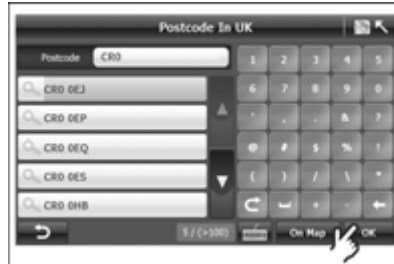 Postcode In UK
Postcode CR0
1 2 3 4 5
CR0 0EJ 6 7 8 9 0
CR0 0EP ' , . & ?
CR0 0EQ @ # $ % !
CR0 0ES ( ) / \ *
CR0 0HB + -
5 / (>100) On Map OK